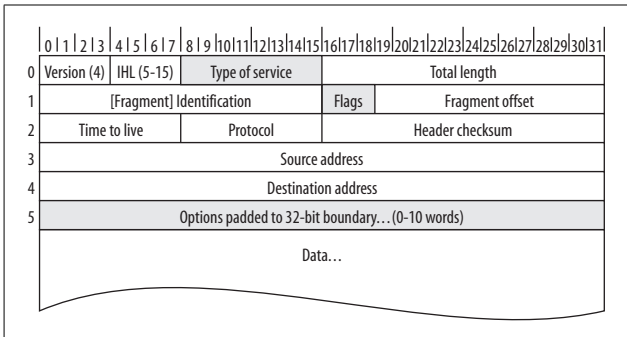 0 1 2 3 4 5 6 7 8 9 10 11 12 13 14 15 16 17 18 19 20 21 22 23 24 25 26 27 28 29 30 31
0 Version (4) IHL (5-15) Type of service Total length
1 [Fragment] Identification Flags Fragment offset
2 Time to live Protocol Header checksum
3 Source address
4 Destination address
5 Options padded to 32-bit boundary…(0-10 words)
Data…